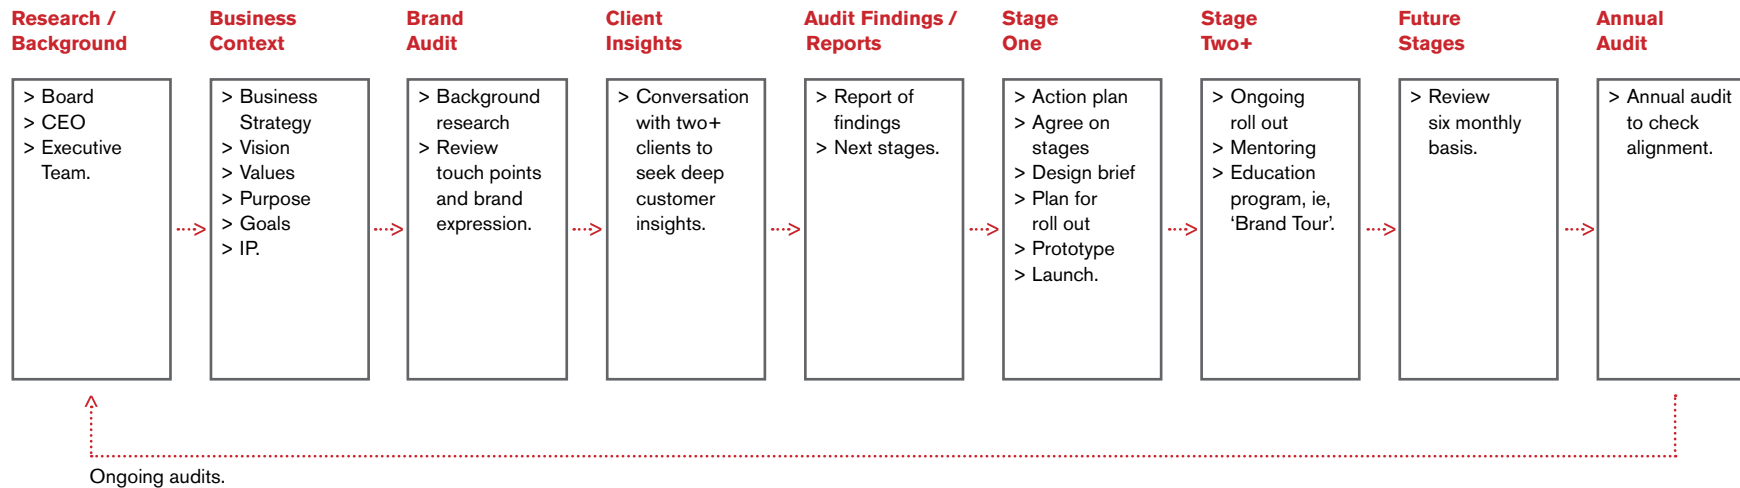 Research /
Background
> Board
> CEO
> Executive
Team.
Business
Context
> Business
Strategy
> Vision
> Values
> Purpose
> Goals
> IP.
Brand
Audit
> Background
research
> Review
touch points
and brand
expression.
Client
Insights
> Conversation
with two+
clients to
seek deep
customer
insights.
Audit Findings /
Reports
> Report of
findings
> Next stages.
Stage
One
> Action plan
> Agree on
stages
> Design brief
> Plan for
roll out
> Prototype
> Launch.
Stage
Two+
> Ongoing
roll out
> Mentoring
> Education
program, ie,
‘Brand Tour’.
Future
Stages
> Review
six monthly
basis.
Annual
Audit
> Annual audit
to check
alignment.
Ongoing audits.